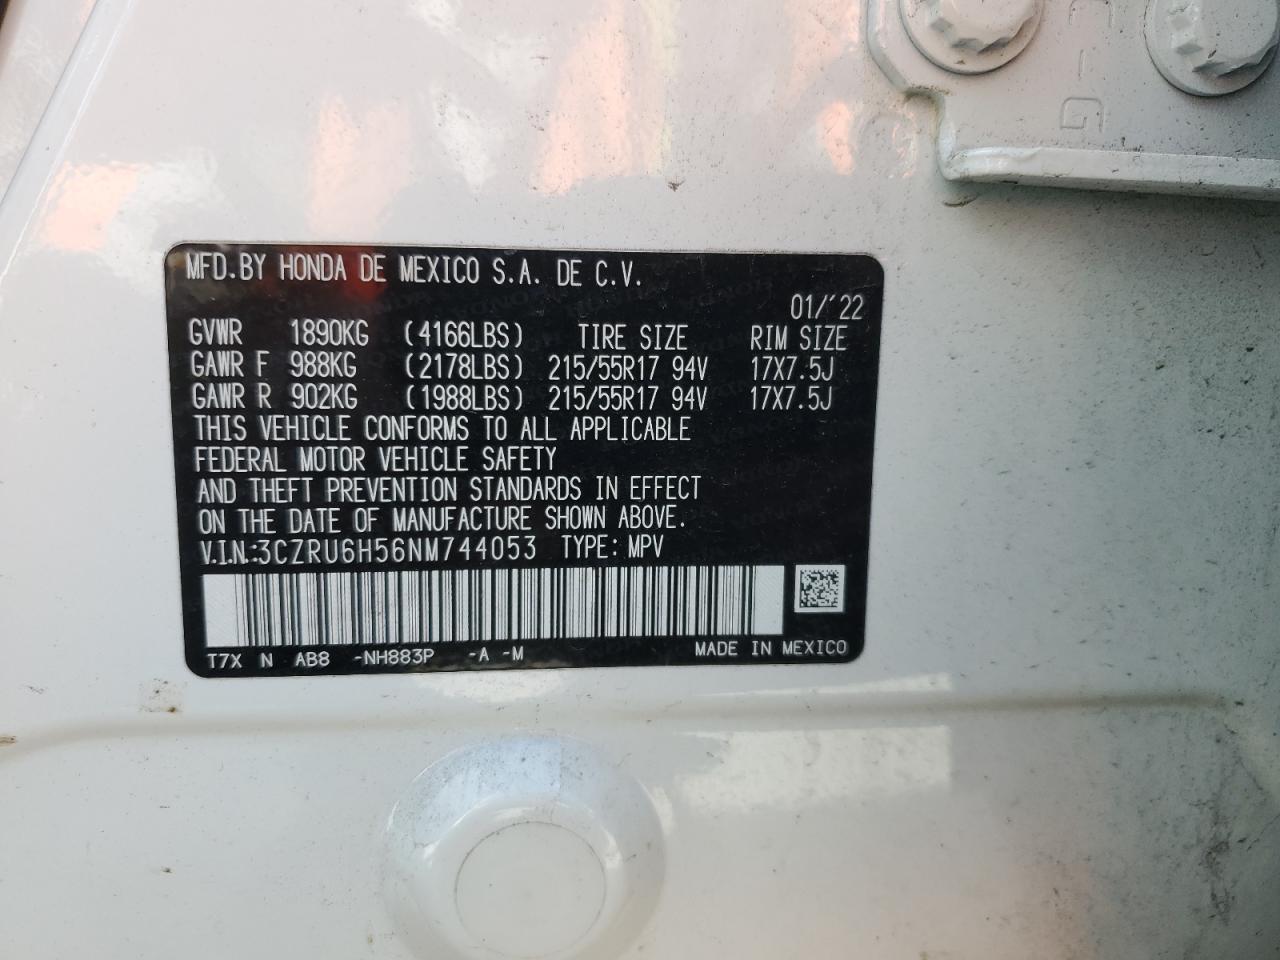 MFD.BY HONDA DE MEXICO S.A. DE C.V.
01/'22
GVWR 1890KG (4166LBS) TIRE SIZE RIM SIZE
GAWR F 988KG (2178LBS) 215/55R17 94V 17X7.5J
GAWR R 902KG (1988LBS) 215/55R17 94V 17X7.5J
THIS VEHICLE CONFORMS TO ALL APPLICABLE
FEDERAL MOTOR VEHICLE SAFETY
AND THEFT PREVENTION STANDARDS IN EFFECT
ON THE DATE OF MANUFACTURE SHOWN ABOVE.
V.I.N.:3CZRU6H56NM744053 TYPE: MPV
T7X N AB8 -NH883P -A -M MADE IN MEXICO